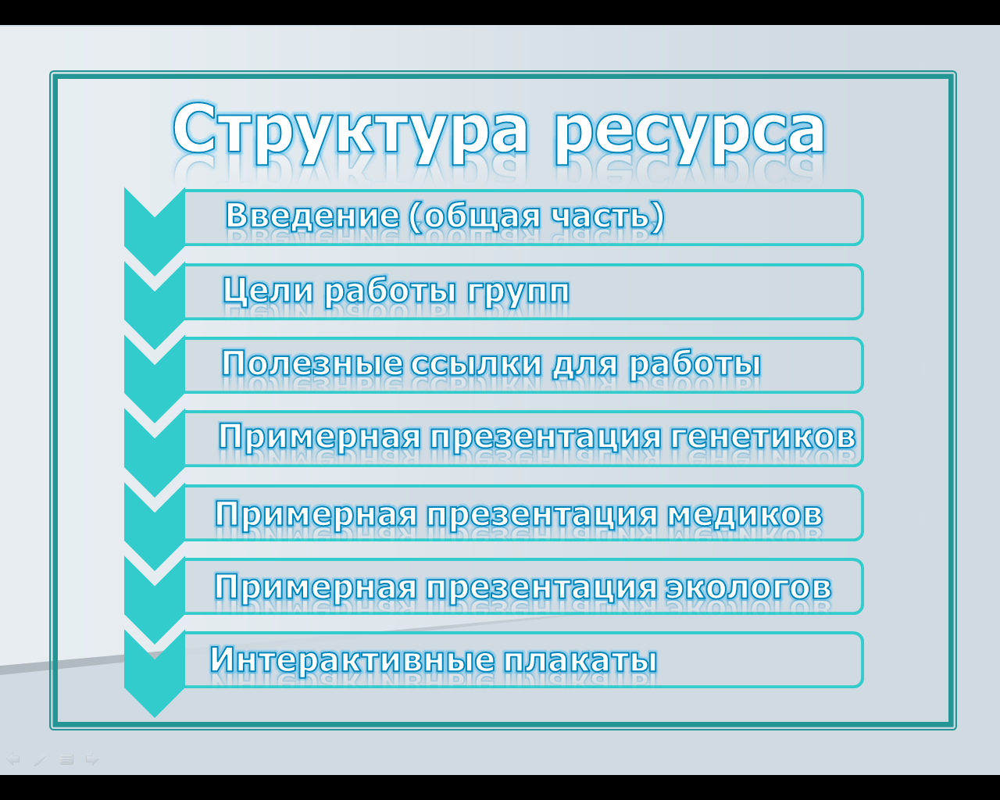 Структура ресурса
Введение (общая часть)
Цели работы групп
Полезные ссылки для работы
Примерная презентация генетиков
Примерная презентация медиков
Примерная презентация экологов
Интерактивные плакаты